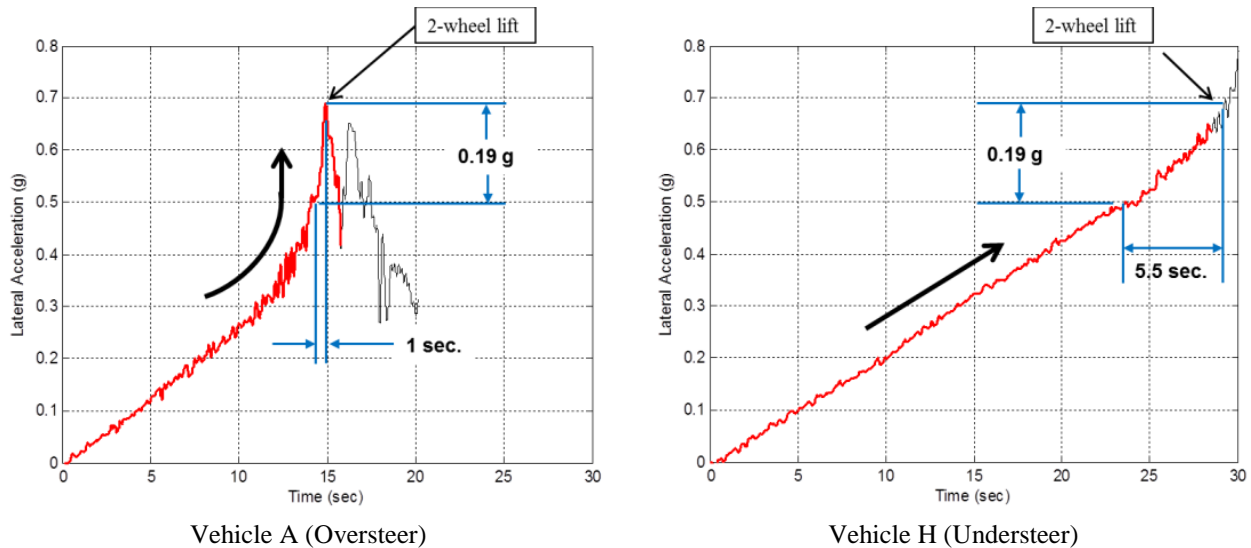 2-wheel lift
0.8
0.7
0.6
0.5
0.4
0.3
0.2
0.1
0
Lateral Acceleration (g)
0.19 g
1 sec.
0 5 10 15 20 25 30
Time (sec)
Vehicle A (Oversteer)
2-wheel lift
0.8
0.7
0.6
0.5
0.4
0.3
0.2
0.1
0
Lateral Acceleration (g)
0.19 g
5.5 sec.
0 5 10 15 20 25 30
Time (sec)
Vehicle H (Understeer)